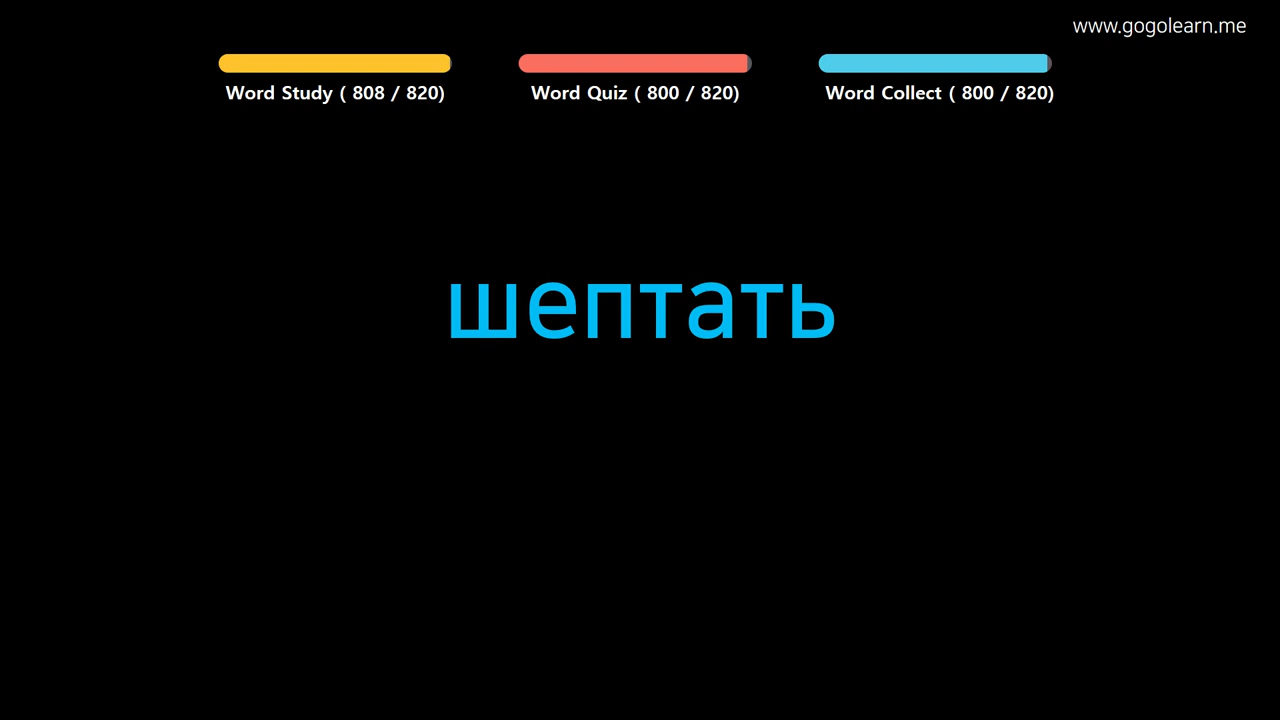 www.gogolearn.me
Word Study ( 808 / 820)
Word Quiz ( 800 / 820)
Word Collect ( 800 / 820)
шептать